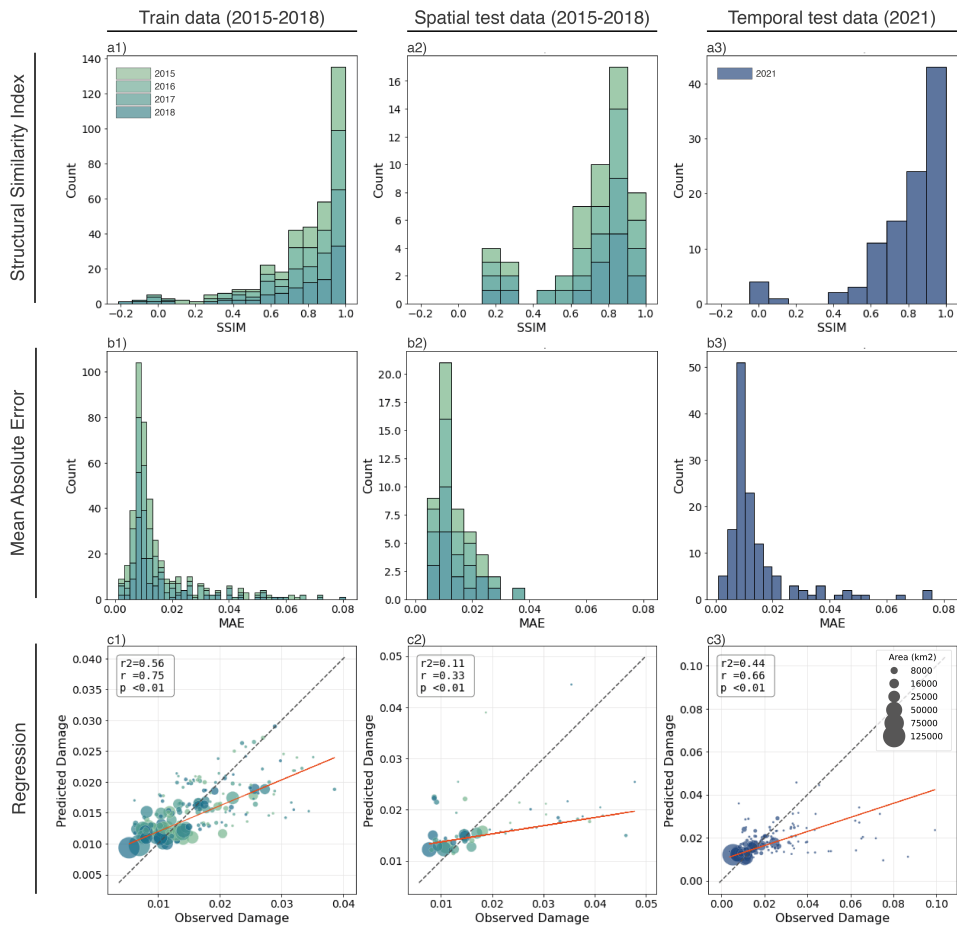 Train data (2015-2018)
Spatial test data (2015-2018)
Temporal test data (2021)
Structural Similarity Index
a1)
140
120
100
80
60
40
20
0
Count
2015
2016
2017
2018
−0.2 0.0 0.2 0.4 0.6 0.8 1.0
SSIM
a2)
16
14
12
10
8
6
4
2
0
Count
−0.2 0.0 0.2 0.4 0.6 0.8 1.0
SSIM
a3)
40
30
20
10
0
Count
2021
−0.2 0.0 0.2 0.4 0.6 0.8 1.0
SSIM
Mean Absolute Error
b1)
100
80
60
40
20
0
Count
0.00 0.02 0.04 0.06 0.08
MAE
b2)
20.0
17.5
15.0
12.5
10.0
7.5
5.0
2.5
0.0
Count
0.00 0.02 0.04 0.06 0.08
MAE
b3)
50
40
30
20
10
0
Count
0.00 0.02 0.04 0.06 0.08
MAE
Regression
c1)
0.040
0.035
0.030
0.025
0.020
0.015
0.010
0.005
Predicted Damage
r2=0.56
r =0.75
p <0.01
0.01 0.02 0.03 0.04
Observed Damage
c2)
0.05
0.04
0.03
0.02
0.01
Predicted Damage
r2=0.11
r =0.33
p <0.01
0.01 0.02 0.03 0.04 0.05
Observed Damage
c3)
0.10
0.08
0.06
0.04
0.02
0.00
Predicted Damage
r2=0.44
r =0.66
p <0.01
Area (km2)
8000
16000
25000
50000
75000
125000
0.00 0.02 0.04 0.06 0.08 0.10
Observed Damage